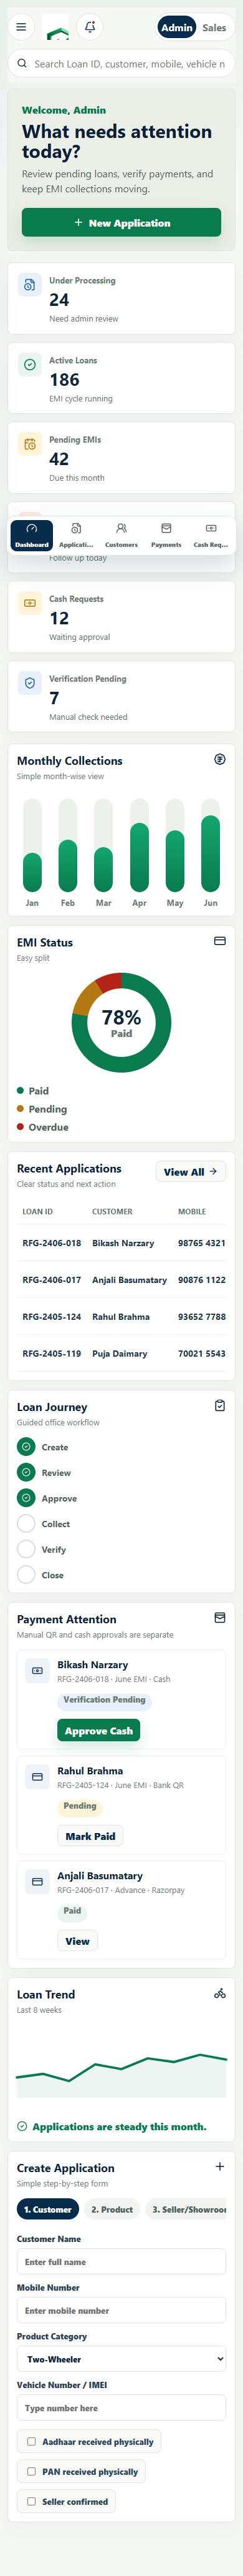 Admin Sales
Search Loan ID, customer, mobile, vehicle n
Welcome, Admin
What needs attention
today?
Review pending loans, verify payments, and
keep EMI collections moving.
New Application
Under Processing
24
Need admin review
Active Loans
186
EMI cycle running
Pending EMIs
42
Due this month
Dashboard Applicati... Customers Payments Cash Req...
Follow up today
Cash Requests
12
Waiting approval
Verification Pending
7
Manual check needed
Monthly Collections
Simple month-wise view
Jan Feb Mar Apr May Jun
EMI Status
Easy split
78%
Paid
Paid
Pending
Overdue
Recent Applications
View All →
Clear status and next action
LOAN ID CUSTOMER MOBILE
RFG-2406-018 Bikash Narzary 98765 4321
RFG-2406-017 Anjali Basumatary 90876 1122
RFG-2405-124 Rahul Brahma 93652 7788
RFG-2405-119 Puja Daimary 70021 5543
Loan Journey
Guided office workflow
Create
Review
Approve
Collect
Verify
Close
Payment Attention
Manual QR and cash approvals are separate
Bikash Narzary
RFG-2406-018 · June EMI · Cash
Verification Pending
Approve Cash
Rahul Brahma
RFG-2405-124 · June EMI · Bank QR
Pending
Mark Paid
Anjali Basumatary
RFG-2406-017 · Advance · Razorpay
Paid
View
Loan Trend
Last 8 weeks
Applications are steady this month.
Create Application
Simple step-by-step form
1. Customer 2. Product 3. Seller/Showroor
Customer Name
Enter full name
Mobile Number
Enter mobile number
Product Category
Two-Wheeler
Vehicle Number / IMEI
Type number here
Aadhaar received physically
PAN received physically
Seller confirmed